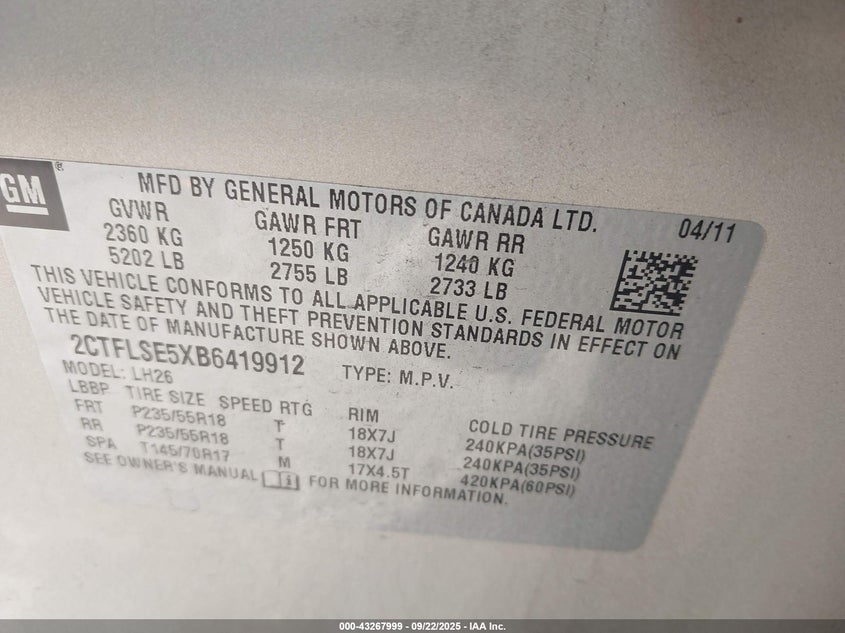 GM®
MFD BY GENERAL MOTORS OF CANADA LTD. 04/11
GVWR GAWR FRT GAWR RR
2360 KG 1250 KG 1240 KG
5202 LB 2755 LB 2733 LB
THIS VEHICLE CONFORMS TO ALL APPLICABLE U.S. FEDERAL MOTOR
VEHICLE SAFETY AND THEFT PREVENTION STANDARDS IN EFFECT ON
THE DATE OF MANUFACTURE SHOWN ABOVE.
2CTFLSE5XB6419912 TYPE: M.P.V.
MODEL: LH26
LBBP TIRE SIZE SPEED RTG RIM COLD TIRE PRESSURE
FRT P235/55R18 T 18X7J 240KPA(35PSI)
RR P235/55R18 T 18X7J 240KPA(35PSI)
SPA T145/70R17 M 17X4.5T 420KPA(60PSI)
SEE OWNER'S MANUAL i FOR MORE INFORMATION.
000-43267999 - 09/22/2025 - IAA Inc.